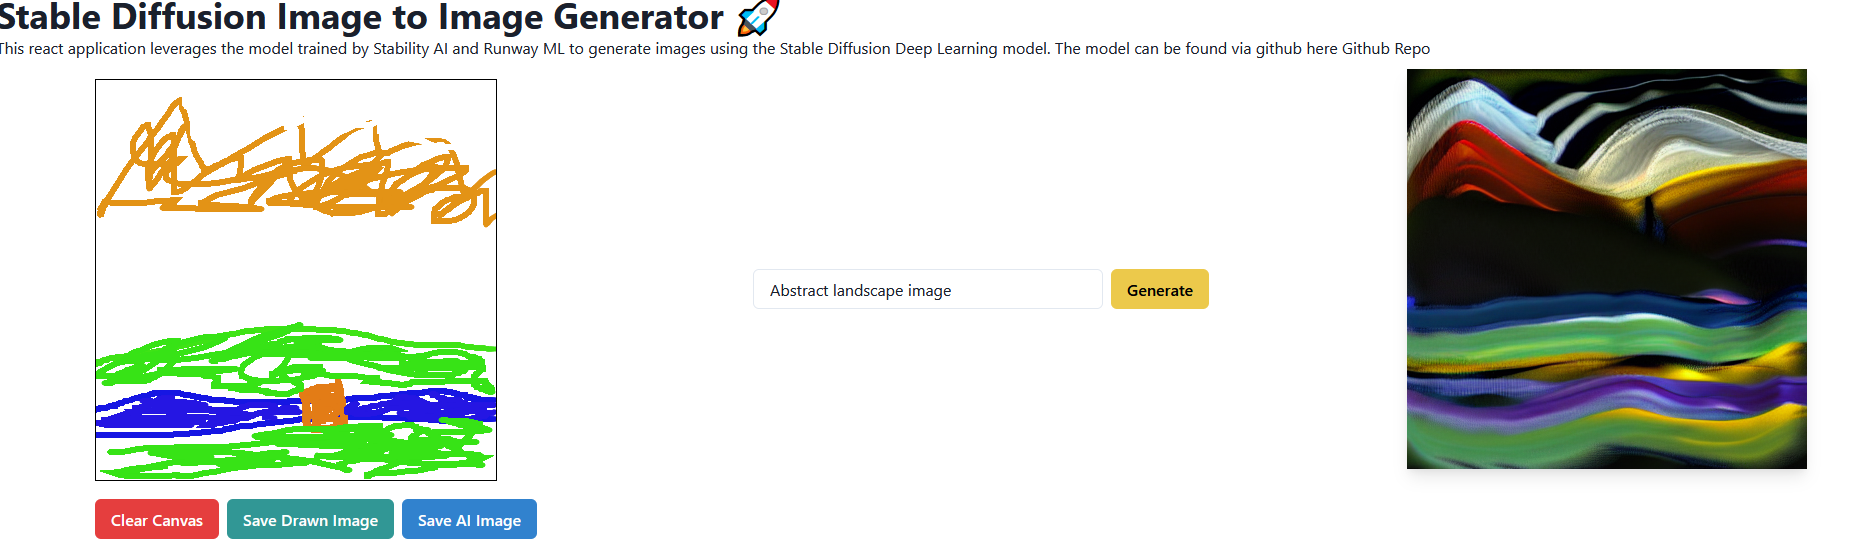 Stable Diffusion Image to Image Generator 🚀
This react application leverages the model trained by Stability AI and Runway ML to generate images using the Stable Diffusion Deep Learning model. The model can be found via github here Github Repo
Abstract landscape image
Generate
Clear Canvas
Save Drawn Image
Save AI Image